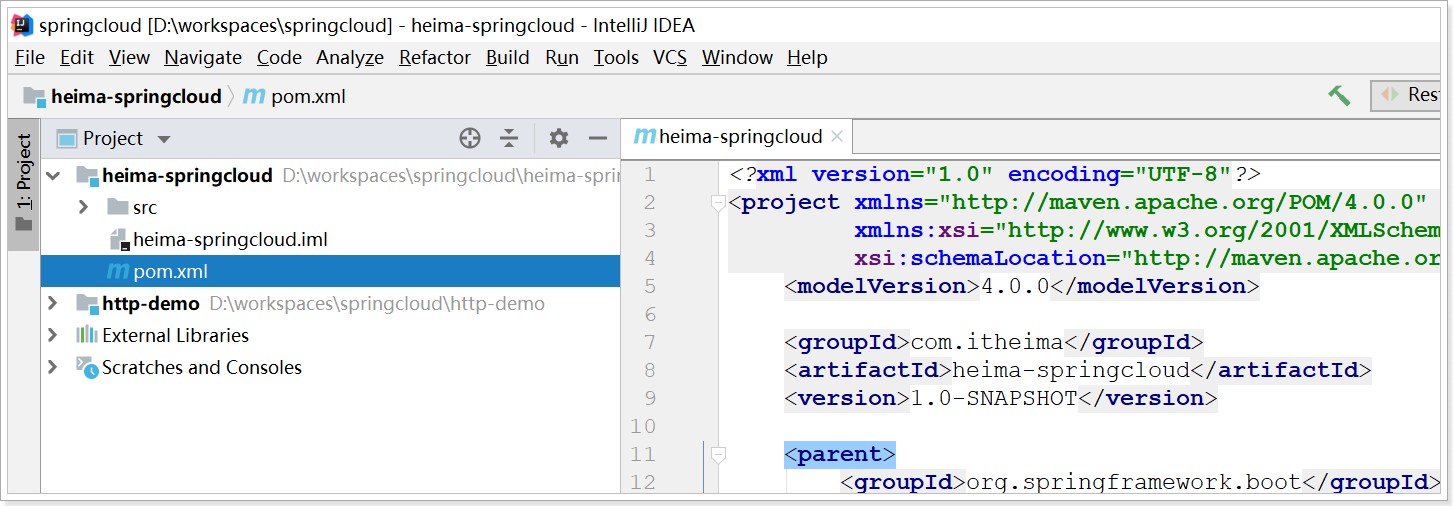 springcloud [D:\workspaces\springcloud] - heima-springcloud - IntelliJ IDEA
File Edit View Navigate Code Analyze Refactor Build Run Tools VCS Window Help
heima-springcloud pom.xml
Res
1: Project
Project
heima-springcloud D:\workspaces\springcloud\heima-sprin
src
heima-springcloud.iml
pom.xml
http-demo D:\workspaces\springcloud\http-demo
External Libraries
Scratches and Consoles
heima-springcloud
1 <?xml version="1.0" encoding="UTF-8"?>
2 <project xmlns="http://maven.apache.org/POM/4.0.0"
3 xmlns:xsi="http://www.w3.org/2001/XMLSchem
4 xsi:schemaLocation="http://maven.apache.or
5 <modelVersion>4.0.0</modelVersion>
6
7 <groupId>com.itheima</groupId>
8 <artifactId>heima-springcloud</artifactId>
9 <version>1.0-SNAPSHOT</version>
10
11 <parent>
12 <groupId>org.springframework.boot</groupId>